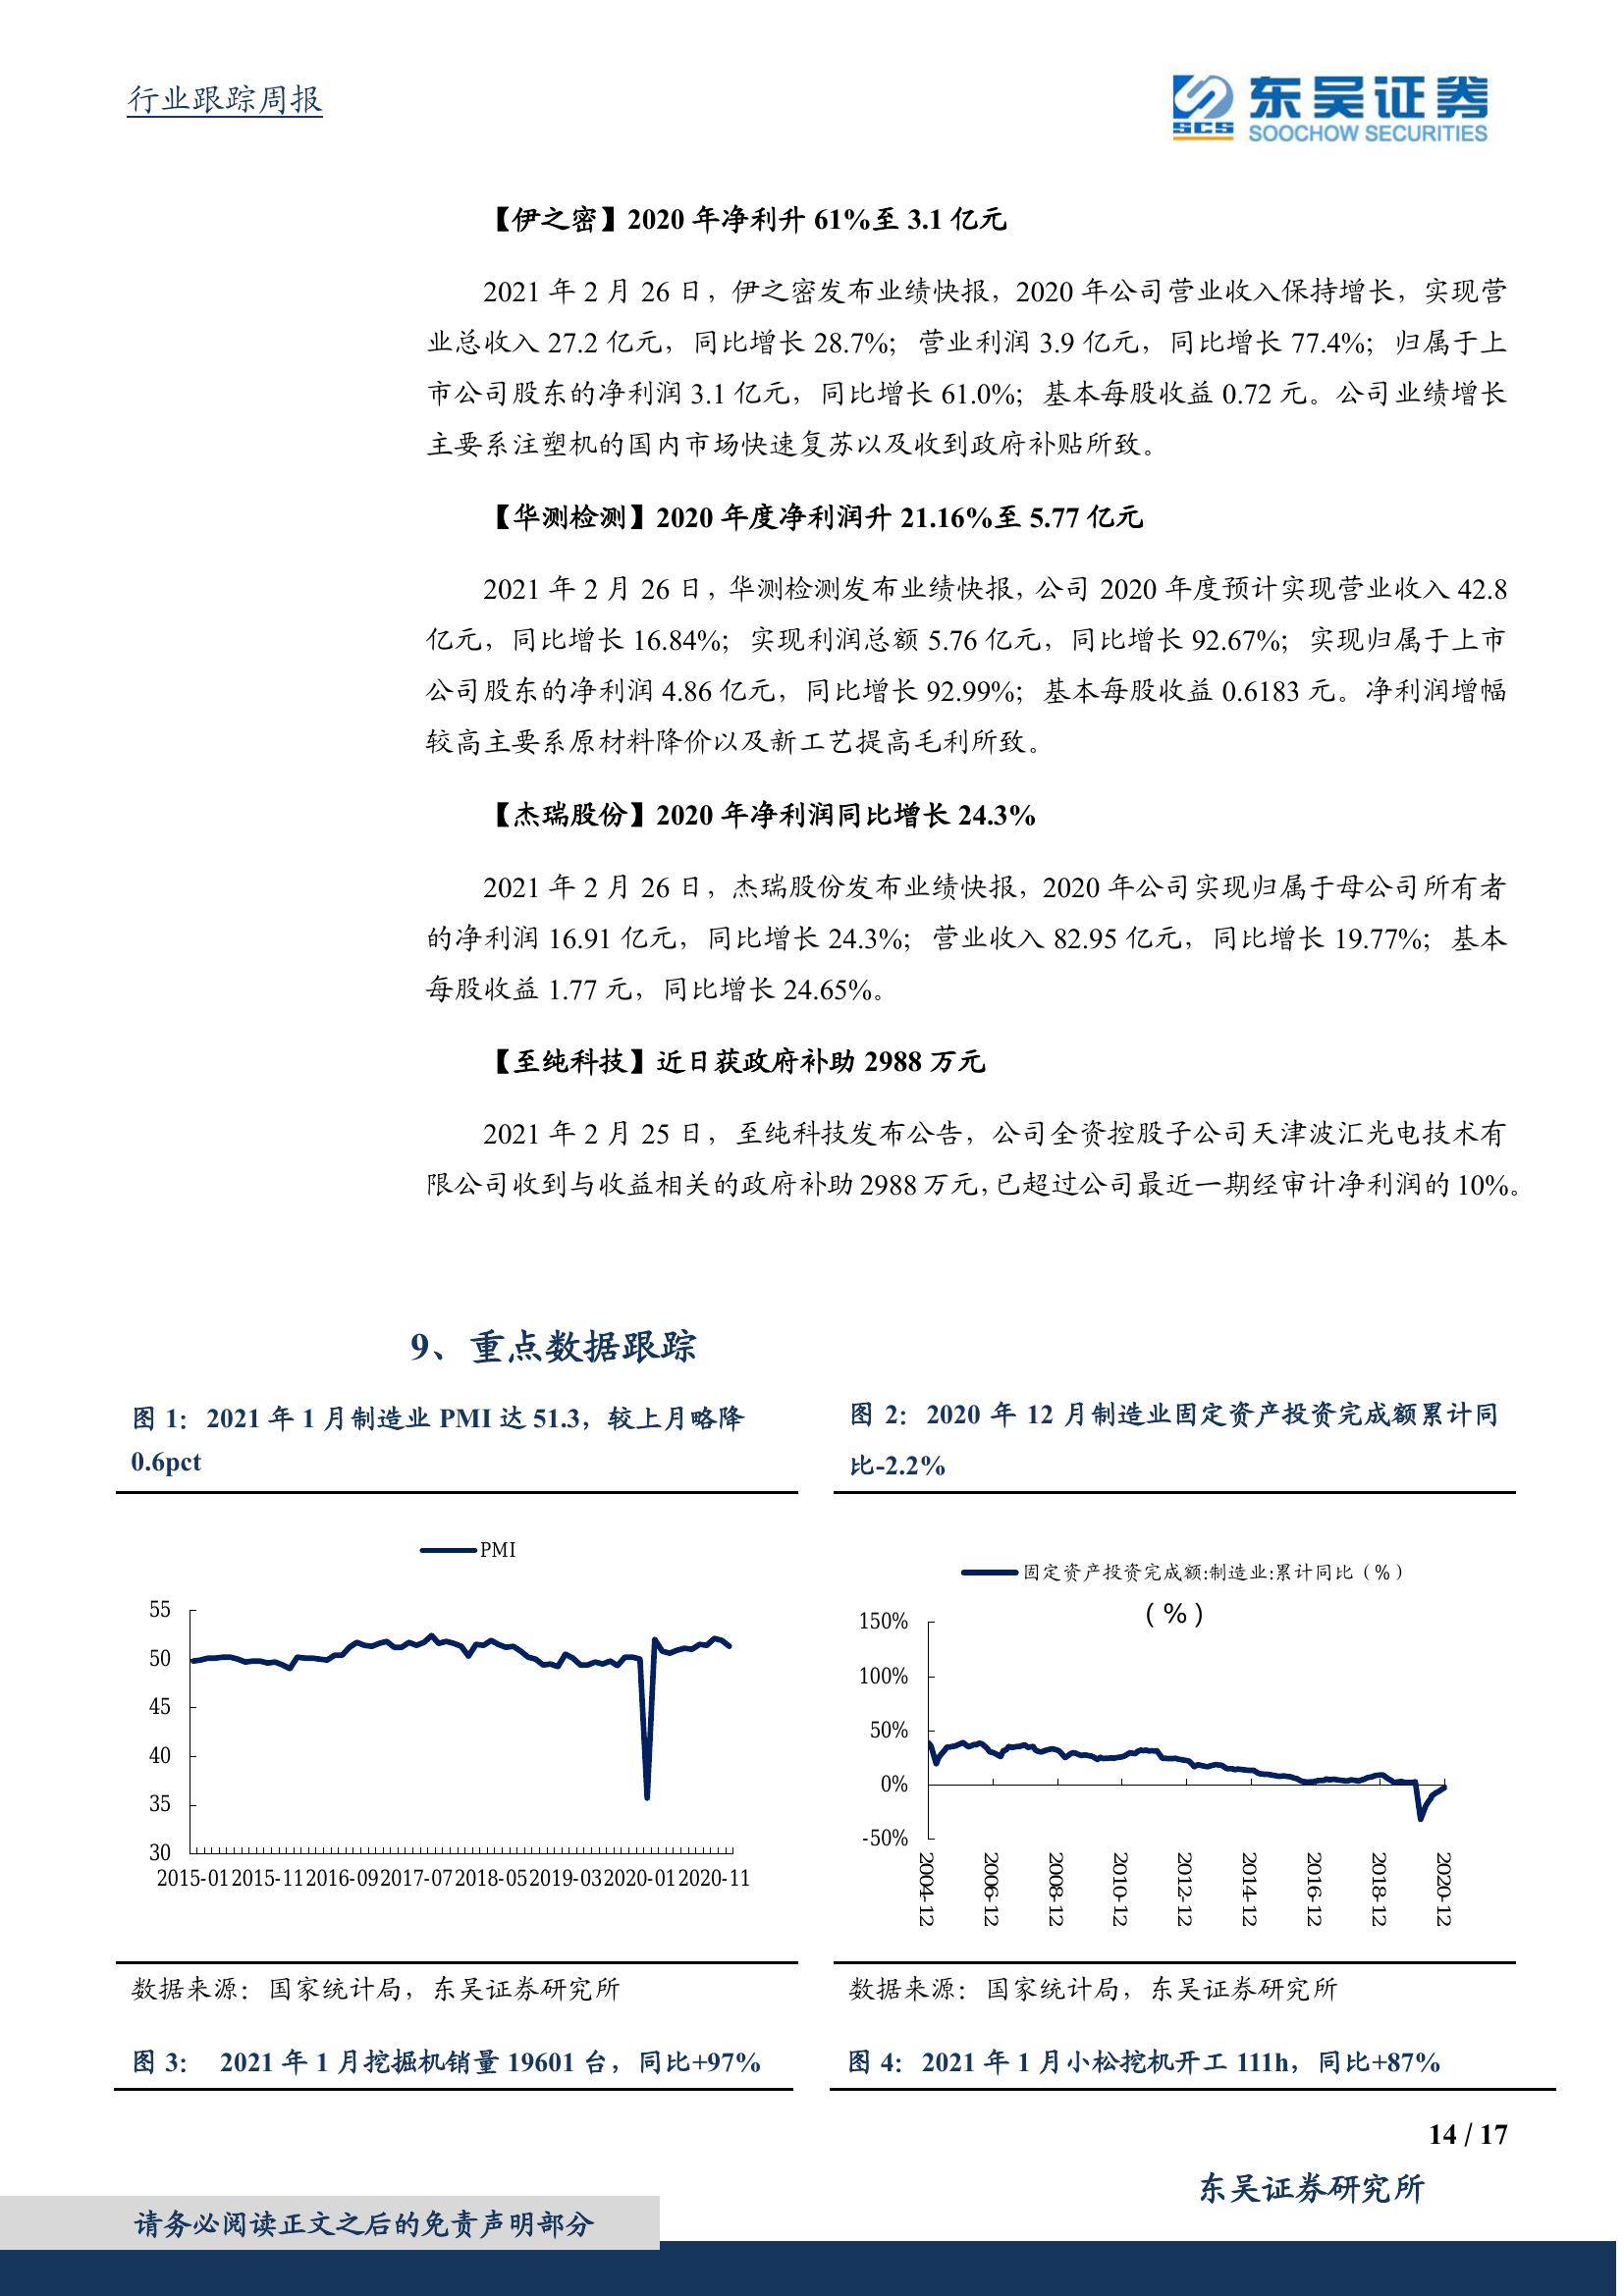 行业跟踪周报
SCS
东吴证券
SOOCHOW SECURITIES
【伊之密】2020 年净利升 61%至 3.1 亿元
2021 年 2 月 26 日，伊之密发布业绩快报，2020 年公司营业收入保持增长，实现营
业总收入 27.2 亿元，同比增长 28.7%；营业利润 3.9 亿元，同比增长 77.4%；归属于上
市公司股东的净利润 3.1 亿元，同比增长 61.0%；基本每股收益 0.72 元。公司业绩增长
主要系注塑机的国内市场快速复苏以及收到政府补贴所致。
【华测检测】2020 年度净利润升 21.16%至 5.77 亿元
2021 年 2 月 26 日，华测检测发布业绩快报，公司 2020 年度预计实现营业收入 42.8
亿元，同比增长 16.84%；实现利润总额 5.76 亿元，同比增长 92.67%；实现归属于上市
公司股东的净利润 4.86 亿元，同比增长 92.99%；基本每股收益 0.6183 元。净利润增幅
较高主要系原材料降价以及新工艺提高毛利所致。
【杰瑞股份】2020 年净利润同比增长 24.3%
2021 年 2 月 26 日，杰瑞股份发布业绩快报，2020 年公司实现归属于母公司所有者
的净利润 16.91 亿元，同比增长 24.3%；营业收入 82.95 亿元，同比增长 19.77%；基本
每股收益 1.77 元，同比增长 24.65%。
【至纯科技】近日获政府补助 2988 万元
2021 年 2 月 25 日，至纯科技发布公告，公司全资控股子公司天津波汇光电技术有
限公司收到与收益相关的政府补助 2988 万元，已超过公司最近一期经审计净利润的 10%。
9、重点数据跟踪
图 1：2021 年 1 月制造业 PMI 达 51.3，较上月略降
0.6pct
PMI
55
50
45
40
35
30
2015-01 2015-11 2016-09 2017-07 2018-05 2019-03 2020-01 2020-11
数据来源：国家统计局，东吴证券研究所
图 2：2020 年 12 月制造业固定资产投资完成额累计同
比-2.2%
固定资产投资完成额:制造业:累计同比（%）
（%）
150%
100%
50%
0%
-50%
2004-12 2006-12 2008-12 2010-12 2012-12 2014-12 2016-12 2018-12 2020-12
数据来源：国家统计局，东吴证券研究所
图 3： 2021 年 1 月挖掘机销量 19601 台，同比+97%
图 4：2021 年 1 月小松挖机开工 111h，同比+87%
14 / 17
东吴证券研究所
请务必阅读正文之后的免责声明部分